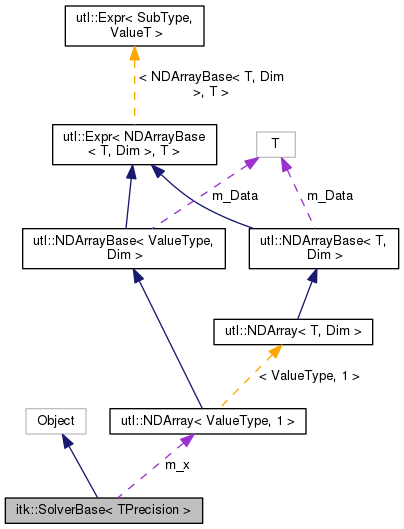 utl::Expr< SubType,
ValueT >
< NDArrayBase< T, Dim
>, T >
utl::Expr< NDArrayBase
< T, Dim >, T >
T
m_Data
m_Data
utl::NDArrayBase< ValueType,
Dim >
utl::NDArrayBase< T,
Dim >
utl::NDArray< T, Dim >
< ValueType, 1 >
Object
utl::NDArray< ValueType, 1 >
m_x
itk::SolverBase< TPrecision >